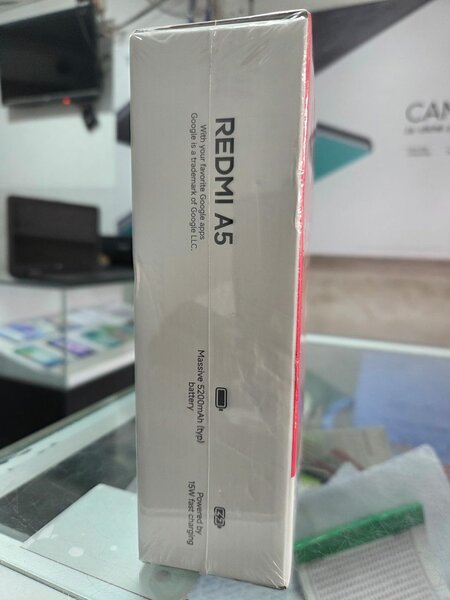 REDMI A5
With your favorite Google apps
Google is a trademark of Google LLC.
Massive 5200mAh (typ)
battery
Powered by
15W fast charging
CAM